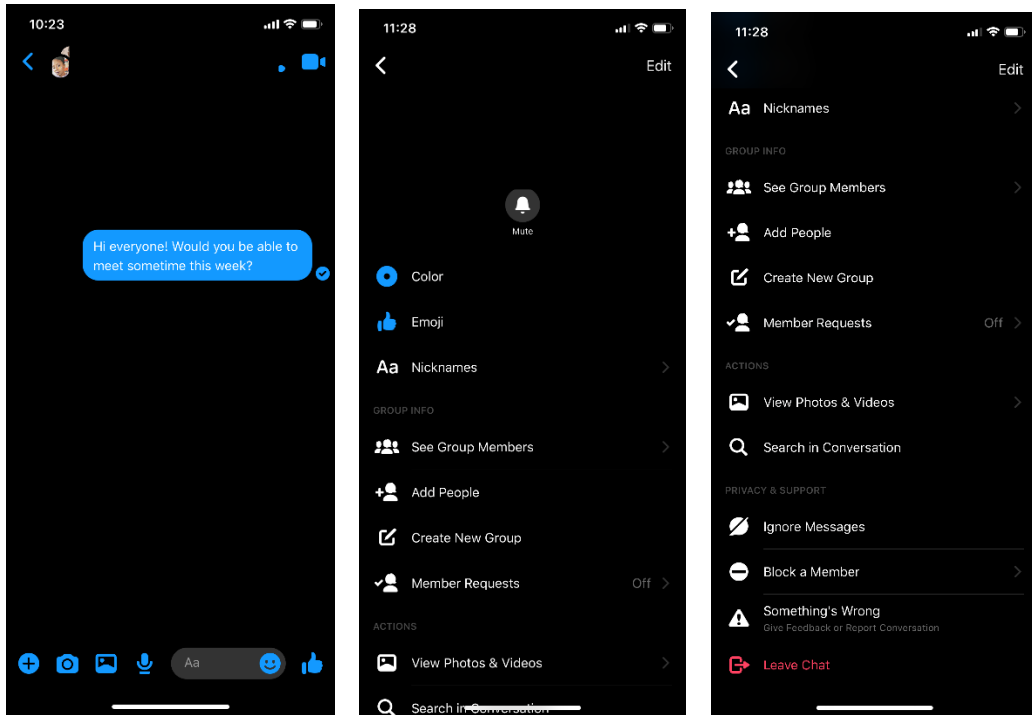 10:23
Hi everyone! Would you be able to
meet sometime this week?
Aa
11:28
Edit
Mute
Color
Emoji
Aa Nicknames
GROUP INFO
See Group Members
Add People
Create New Group
Member Requests Off
ACTIONS
View Photos & Videos
Search in Conversation
11:28
Edit
Aa Nicknames
GROUP INFO
See Group Members
Add People
Create New Group
Member Requests Off
ACTIONS
View Photos & Videos
Search in Conversation
PRIVACY & SUPPORT
Ignore Messages
Block a Member
Something's Wrong
Give Feedback or Report Conversation
Leave Chat